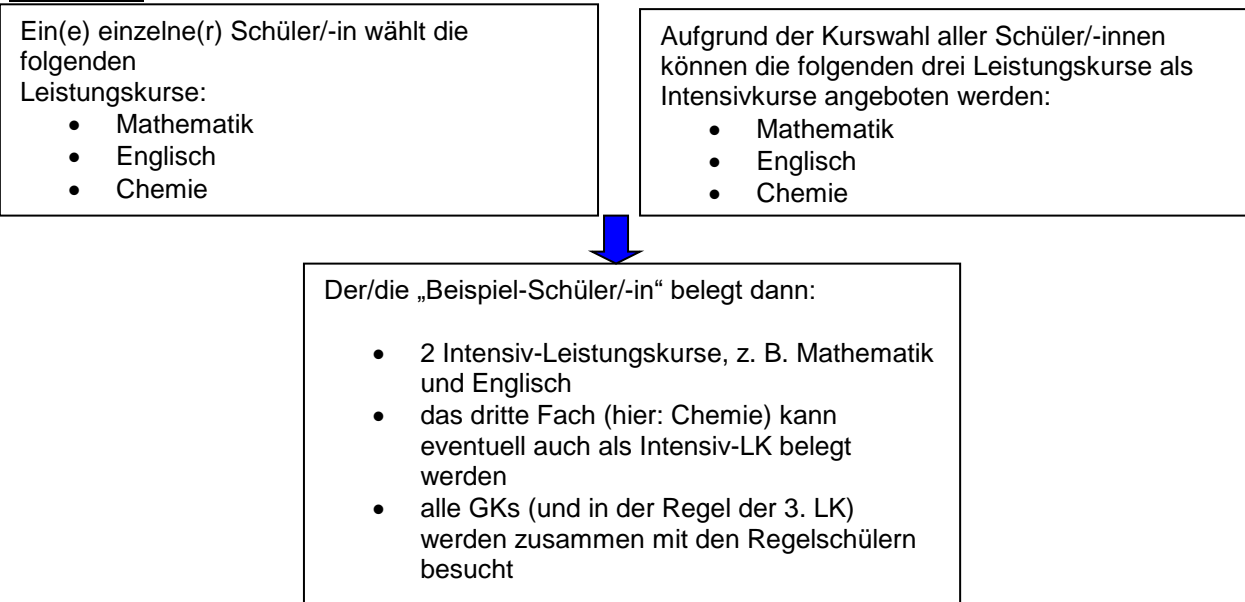 Ein(e) einzelne(r) Schüler/-in wählt die
folgenden
Leistungskurse:
• Mathematik
• Englisch
• Chemie
Aufgrund der Kurswahl aller Schüler/-innen
können die folgenden drei Leistungskurse als
Intensivkurse angeboten werden:
• Mathematik
• Englisch
• Chemie
Der/die „Beispiel-Schüler/-in“ belegt dann:
• 2 Intensiv-Leistungskurse, z. B. Mathematik
und Englisch
• das dritte Fach (hier: Chemie) kann
eventuell auch als Intensiv-LK belegt
werden
• alle GKs (und in der Regel der 3. LK)
werden zusammen mit den Regelschülern
besucht